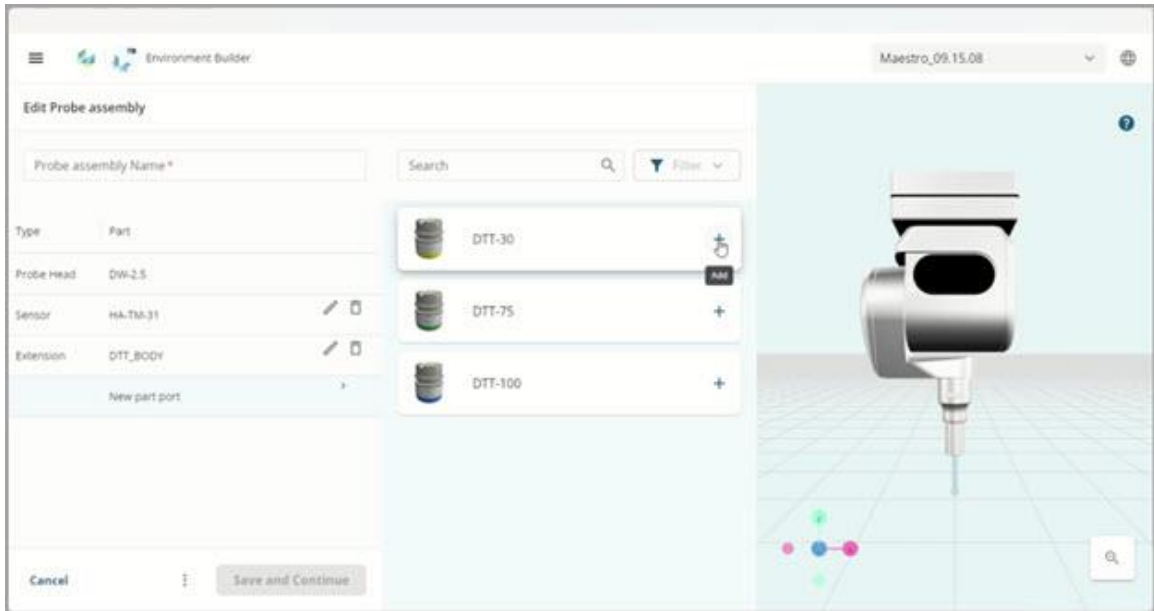 Environment Builder
Maestro_09.15.08
Edit Probe assembly
Probe assembly Name *
Search
Filter
Type Part
Probe Head DW-2.5
Sensor HA-TM-31
Extension DTT_BODY
New part port
DTT-30
Add
DTT-75
DTT-100
Cancel
Save and Continue